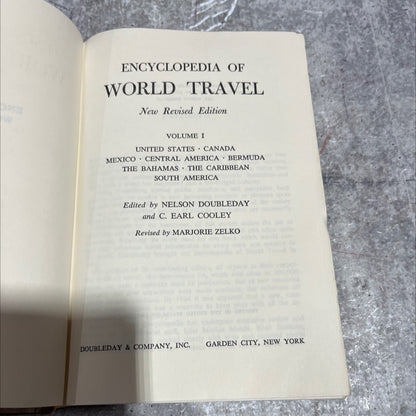 ENCYCLOPEDIA OF
WORLD TRAVEL
New Revised Edition
VOLUME I
UNITED STATES · CANADA
MEXICO · CENTRAL AMERICA · BERMUDA
THE BAHAMAS · THE CARIBBEAN
SOUTH AMERICA
Edited by NELSON DOUBLEDAY
and C. EARL COOLEY
Revised by MARJORIE ZELKO
DOUBLEDAY & COMPANY, INC. GARDEN CITY, NEW YORK